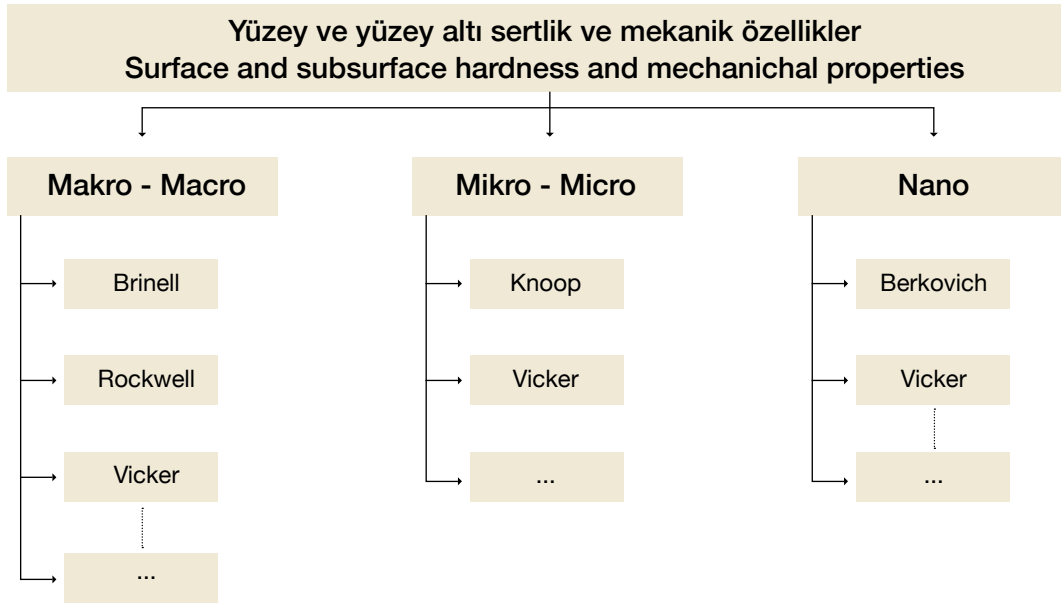 Yüzey ve yüzey altı sertlik ve mekanik özellikler
Surface and subsurface hardness and mechanichal properties
Makro - Macro
Brinell
Rockwell
Vicker
...
Mikro - Micro
Knoop
Vicker
...
Nano
Berkovich
Vicker
...